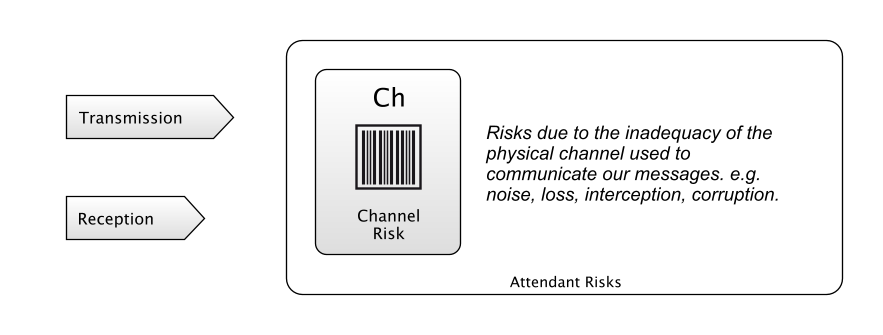 Transmission
Reception
Ch
Channel
Risk
Risks due to the inadequacy of the
physical channel used to
communicate our messages. e.g.
noise, loss, interception, corruption.
Attendant Risks